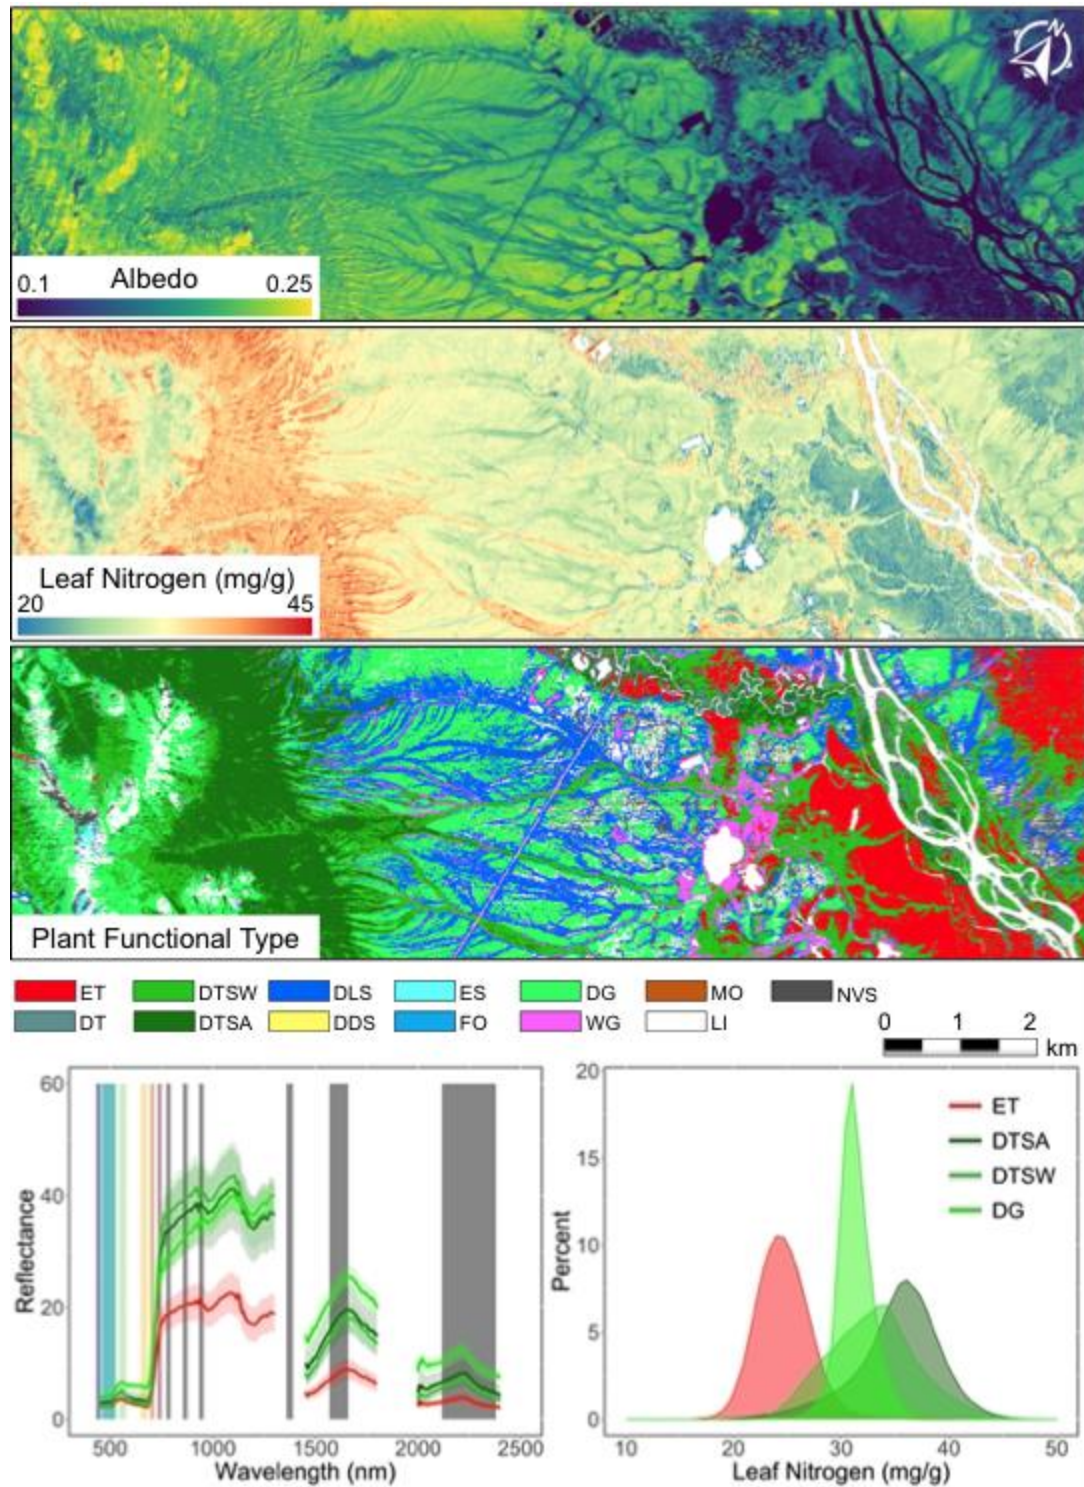 N
0.1 Albedo 0.25
Leaf Nitrogen (mg/g)
20 45
Plant Functional Type
ET DTSW DLS ES DG MO NVS
DT DTSA DDS FO WG LI
0 1 2
km
60
40
20
0
Reflectance
500 1000 1500 2000 2500
Wavelength (nm)
20
15
10
5
0
Percent
ET
DTSA
DTSW
DG
10 20 30 40 50
Leaf Nitrogen (mg/g)